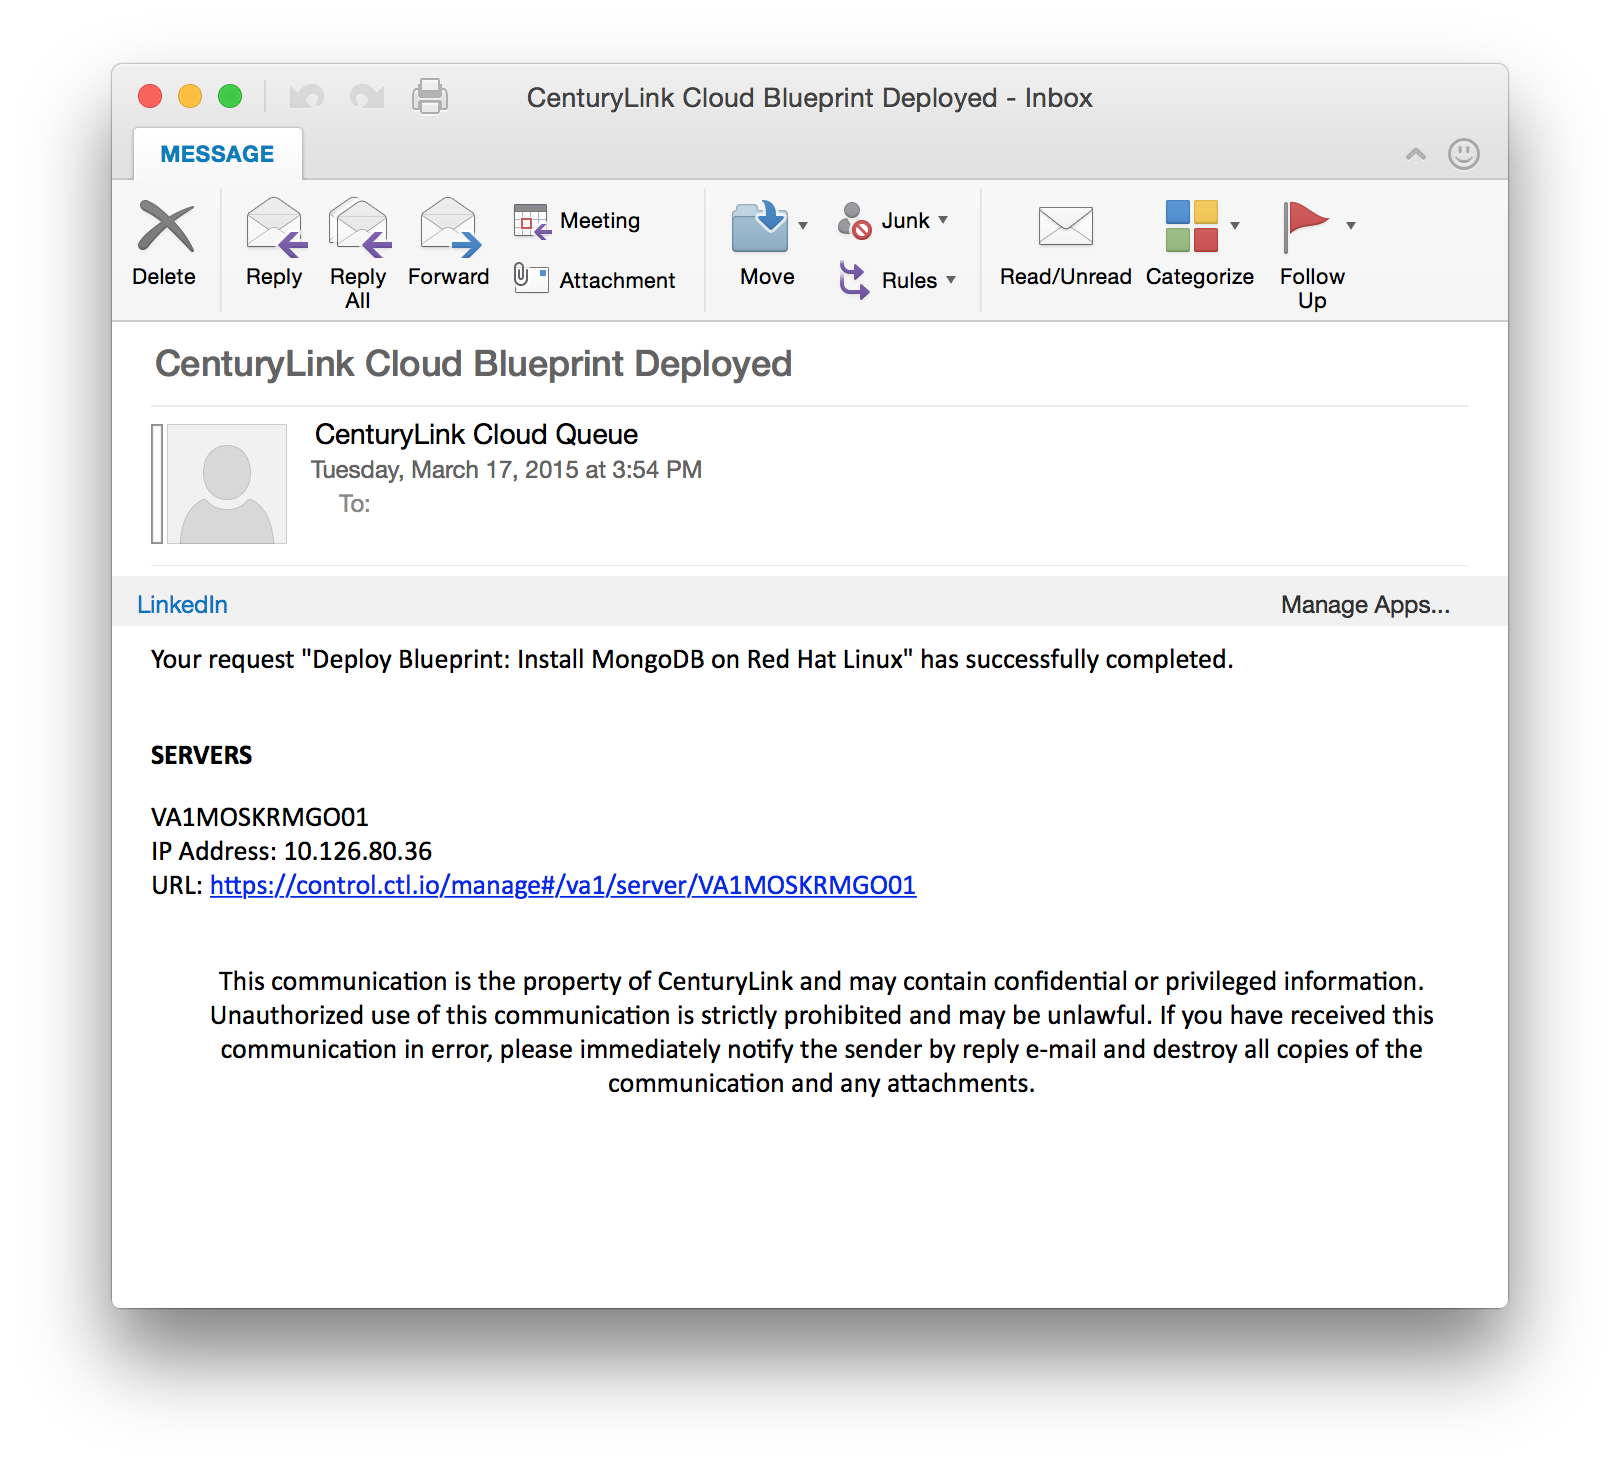 CenturyLink Cloud Blueprint Deployed - Inbox
MESSAGE
Delete
Reply
Reply All
Forward
Meeting
Attachment
Move
Junk
Rules
Read/Unread
Categorize
Follow Up
CenturyLink Cloud Blueprint Deployed
CenturyLink Cloud Queue
Tuesday, March 17, 2015 at 3:54 PM
To:
LinkedIn
Manage Apps...
Your request "Deploy Blueprint: Install MongoDB on Red Hat Linux" has successfully completed.
SERVERS
VA1MOSKRMGO01
IP Address: 10.126.80.36
URL: https://control.ctl.io/manage#/va1/server/VA1MOSKRMGO01
This communication is the property of CenturyLink and may contain confidential or privileged information.
Unauthorized use of this communication is strictly prohibited and may be unlawful. If you have received this
communication in error, please immediately notify the sender by reply e-mail and destroy all copies of the
communication and any attachments.